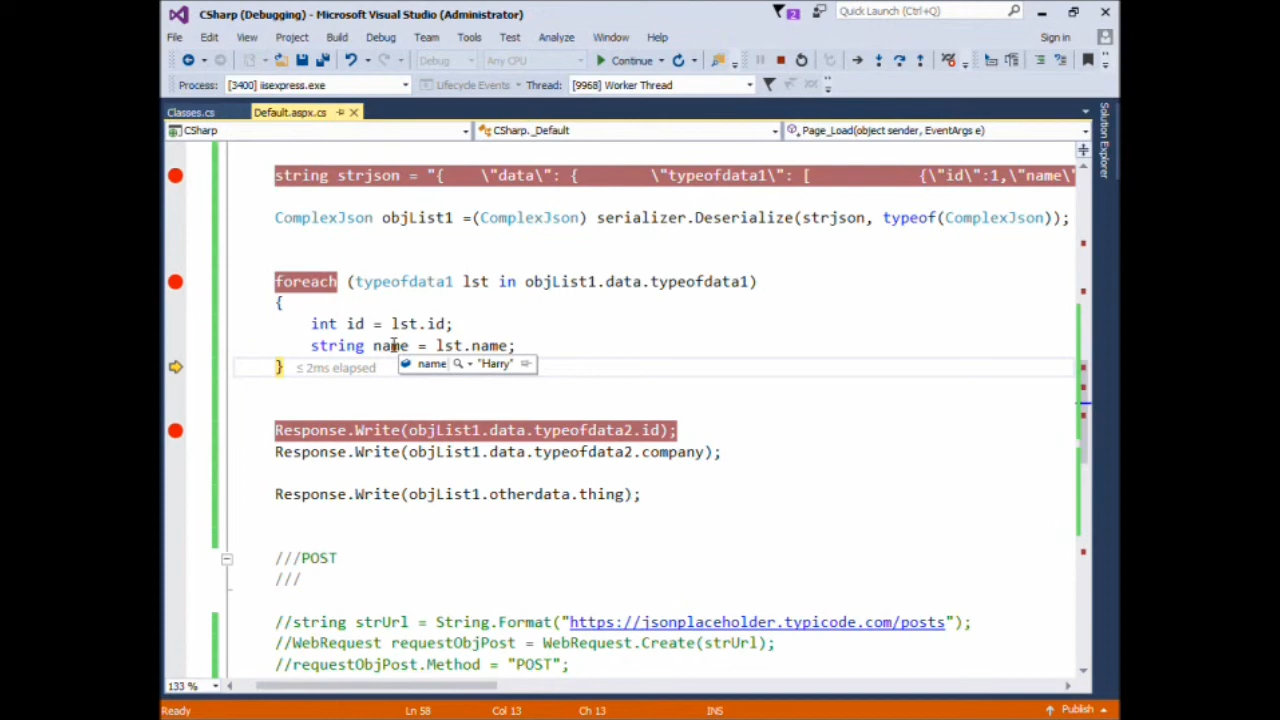 CSharp (Debugging) - Microsoft Visual Studio (Administrator)
2
Quick Launch (Ctrl+Q)
File Edit View Project Build Debug Team Tools Test Analyze Window Help Sign in
Debug Any CPU Continue
Process: [3400] iisexpress.exe Lifecycle Events Thread: [9968] Worker Thread
Classes.cs Default.aspx.cs
CSharp CSharp._Default Page_Load(object sender, EventArgs e)
Solution Explorer
string strjson = "{ \"data\": { \"typeofdata1\": [ {\"id\":1,\"name\"
ComplexJson objList1 =(ComplexJson) serializer.Deserialize(strjson, typeof(ComplexJson));
foreach (typeofdata1 lst in objList1.data.typeofdata1)
{
int id = lst.id;
string name = lst.name;
name "Harry"
} ≤ 2ms elapsed
Response.Write(objList1.data.typeofdata2.id);
Response.Write(objList1.data.typeofdata2.company);
Response.Write(objList1.otherdata.thing);
///POST
///
//string strUrl = String.Format("https://jsonplaceholder.typicode.com/posts");
//WebRequest requestObjPost = WebRequest.Create(strUrl);
//requestObjPost.Method = "POST";
133 %
Ready Ln 58 Col 13 Ch 13 INS Publish